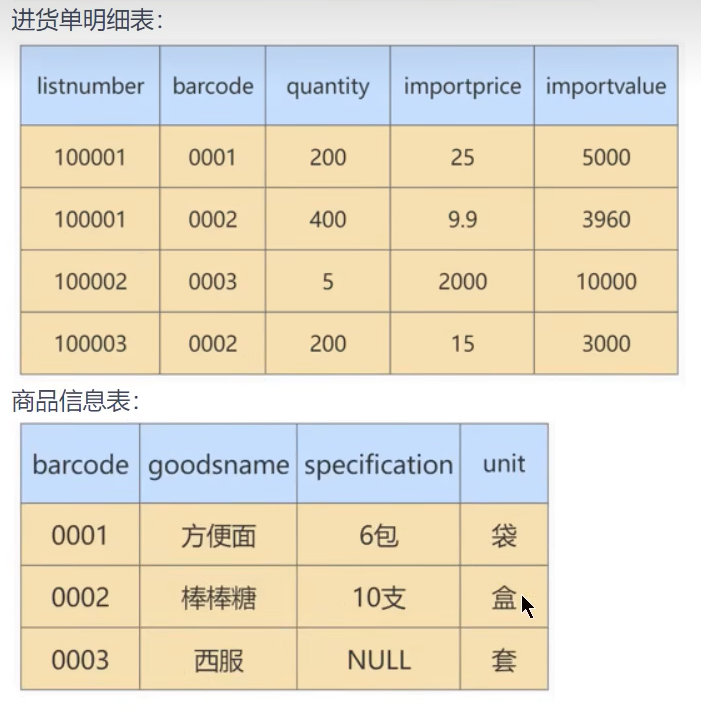 进货单明细表：
listnumber barcode quantity importprice importvalue
100001 0001 200 25 5000
100001 0002 400 9.9 3960
100002 0003 5 2000 10000
100003 0002 200 15 3000
商品信息表：
barcode goodsname specification unit
0001 方便面 6包 袋
0002 棒棒糖 10支 盒
0003 西服 NULL 套